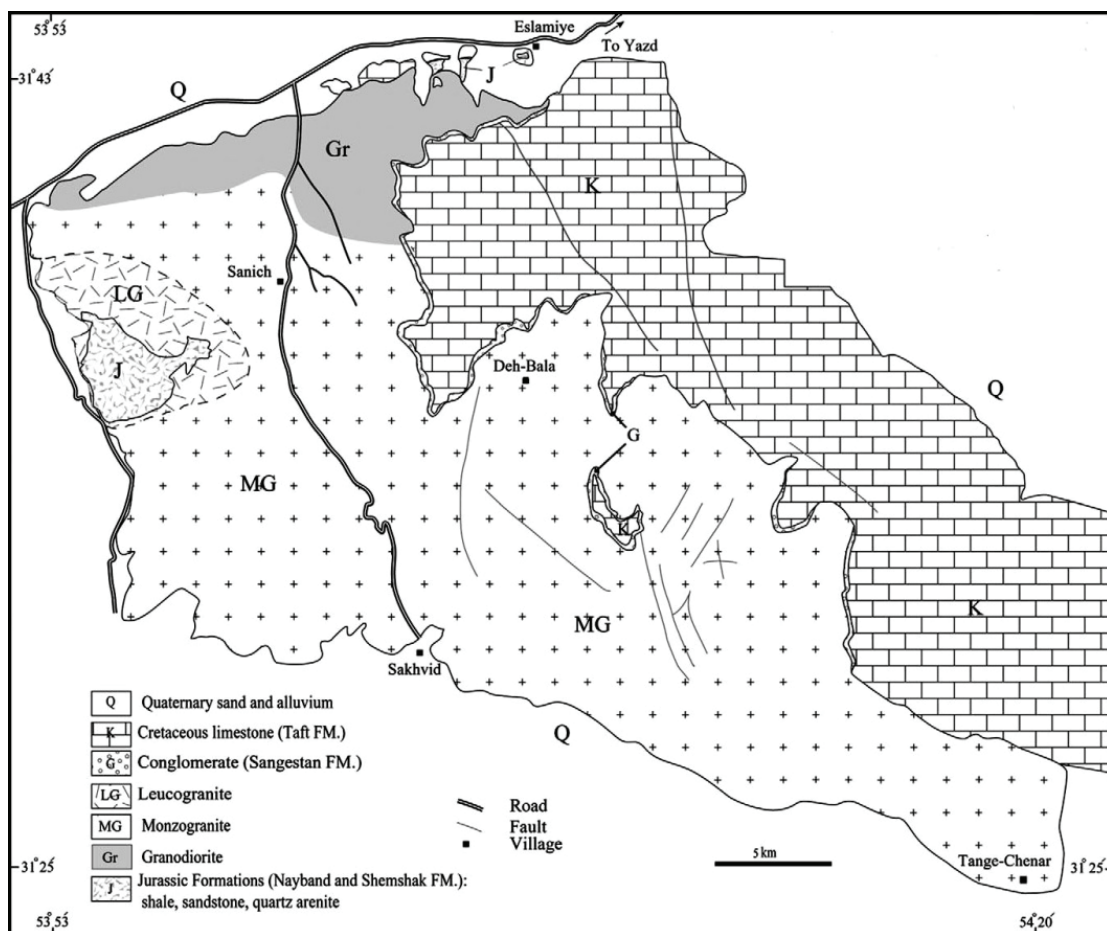 53°53´
Eslamiye
To Yazd
31°43´
J
Q
Gr
K
Sanich
LG
J
Deh-Bala
Q
G
MG
K
MG
K
Sakhvid
Q
Q Quaternary sand and alluvium
K Cretaceous limestone (Taft FM.)
G Conglomerate (Sangestan FM.)
LG Leucogranite
MG Monzogranite
Gr Granodiorite
J Jurassic Formations (Nayband and Shemshak FM.):
shale, sandstone, quartz arenite
Road
Fault
Village
5 km
Tange-Chenar
31°25´
31°25´
53°53´
54°20´